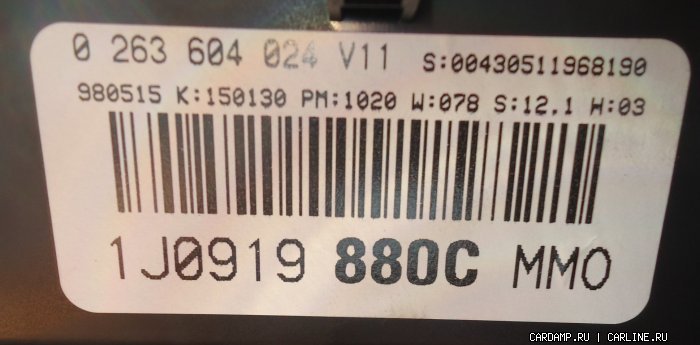 0 263 604 024 V11 S:00430511968190
980515 K:150130 PM:1020 W:078 S:12.1 H:03
1J0919 880C MMO
CARDAMP.RU | CARLINE.RU